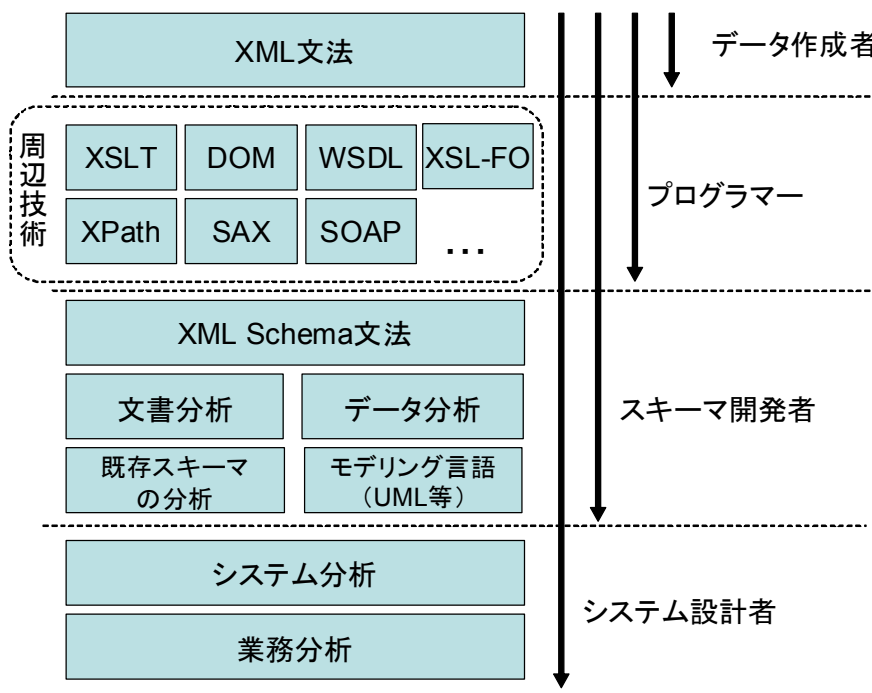 XML文法
データ作成者
周辺技術
XSLT
DOM
WSDL
XSL-FO
XPath
SAX
SOAP
...
プログラマー
XML Schema文法
文書分析
データ分析
スキーマ開発者
既存スキーマ
の分析
モデリング言語
（UML等）
システム分析
システム設計者
業務分析